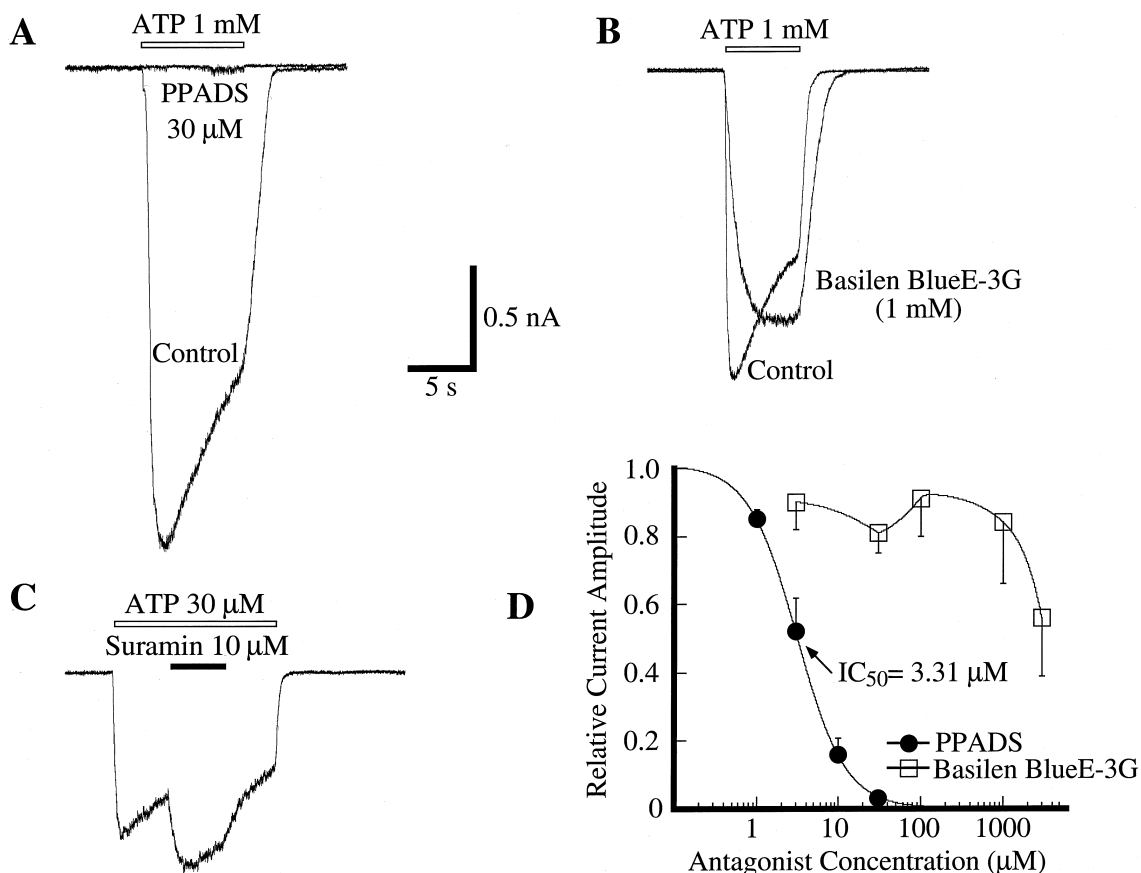 A
ATP 1 mM
PPADS
30 µM
Control
0.5 nA
5 s
B
ATP 1 mM
Basilen BlueE-3G
(1 mM)
Control
C
ATP 30 µM
Suramin 10 µM
D
Relative Current Amplitude
1.0
0.8
0.6
0.4
0.2
0
IC50= 3.31 µM
PPADS
Basilen BlueE-3G
1 10 100 1000
Antagonist Concentration (µM)